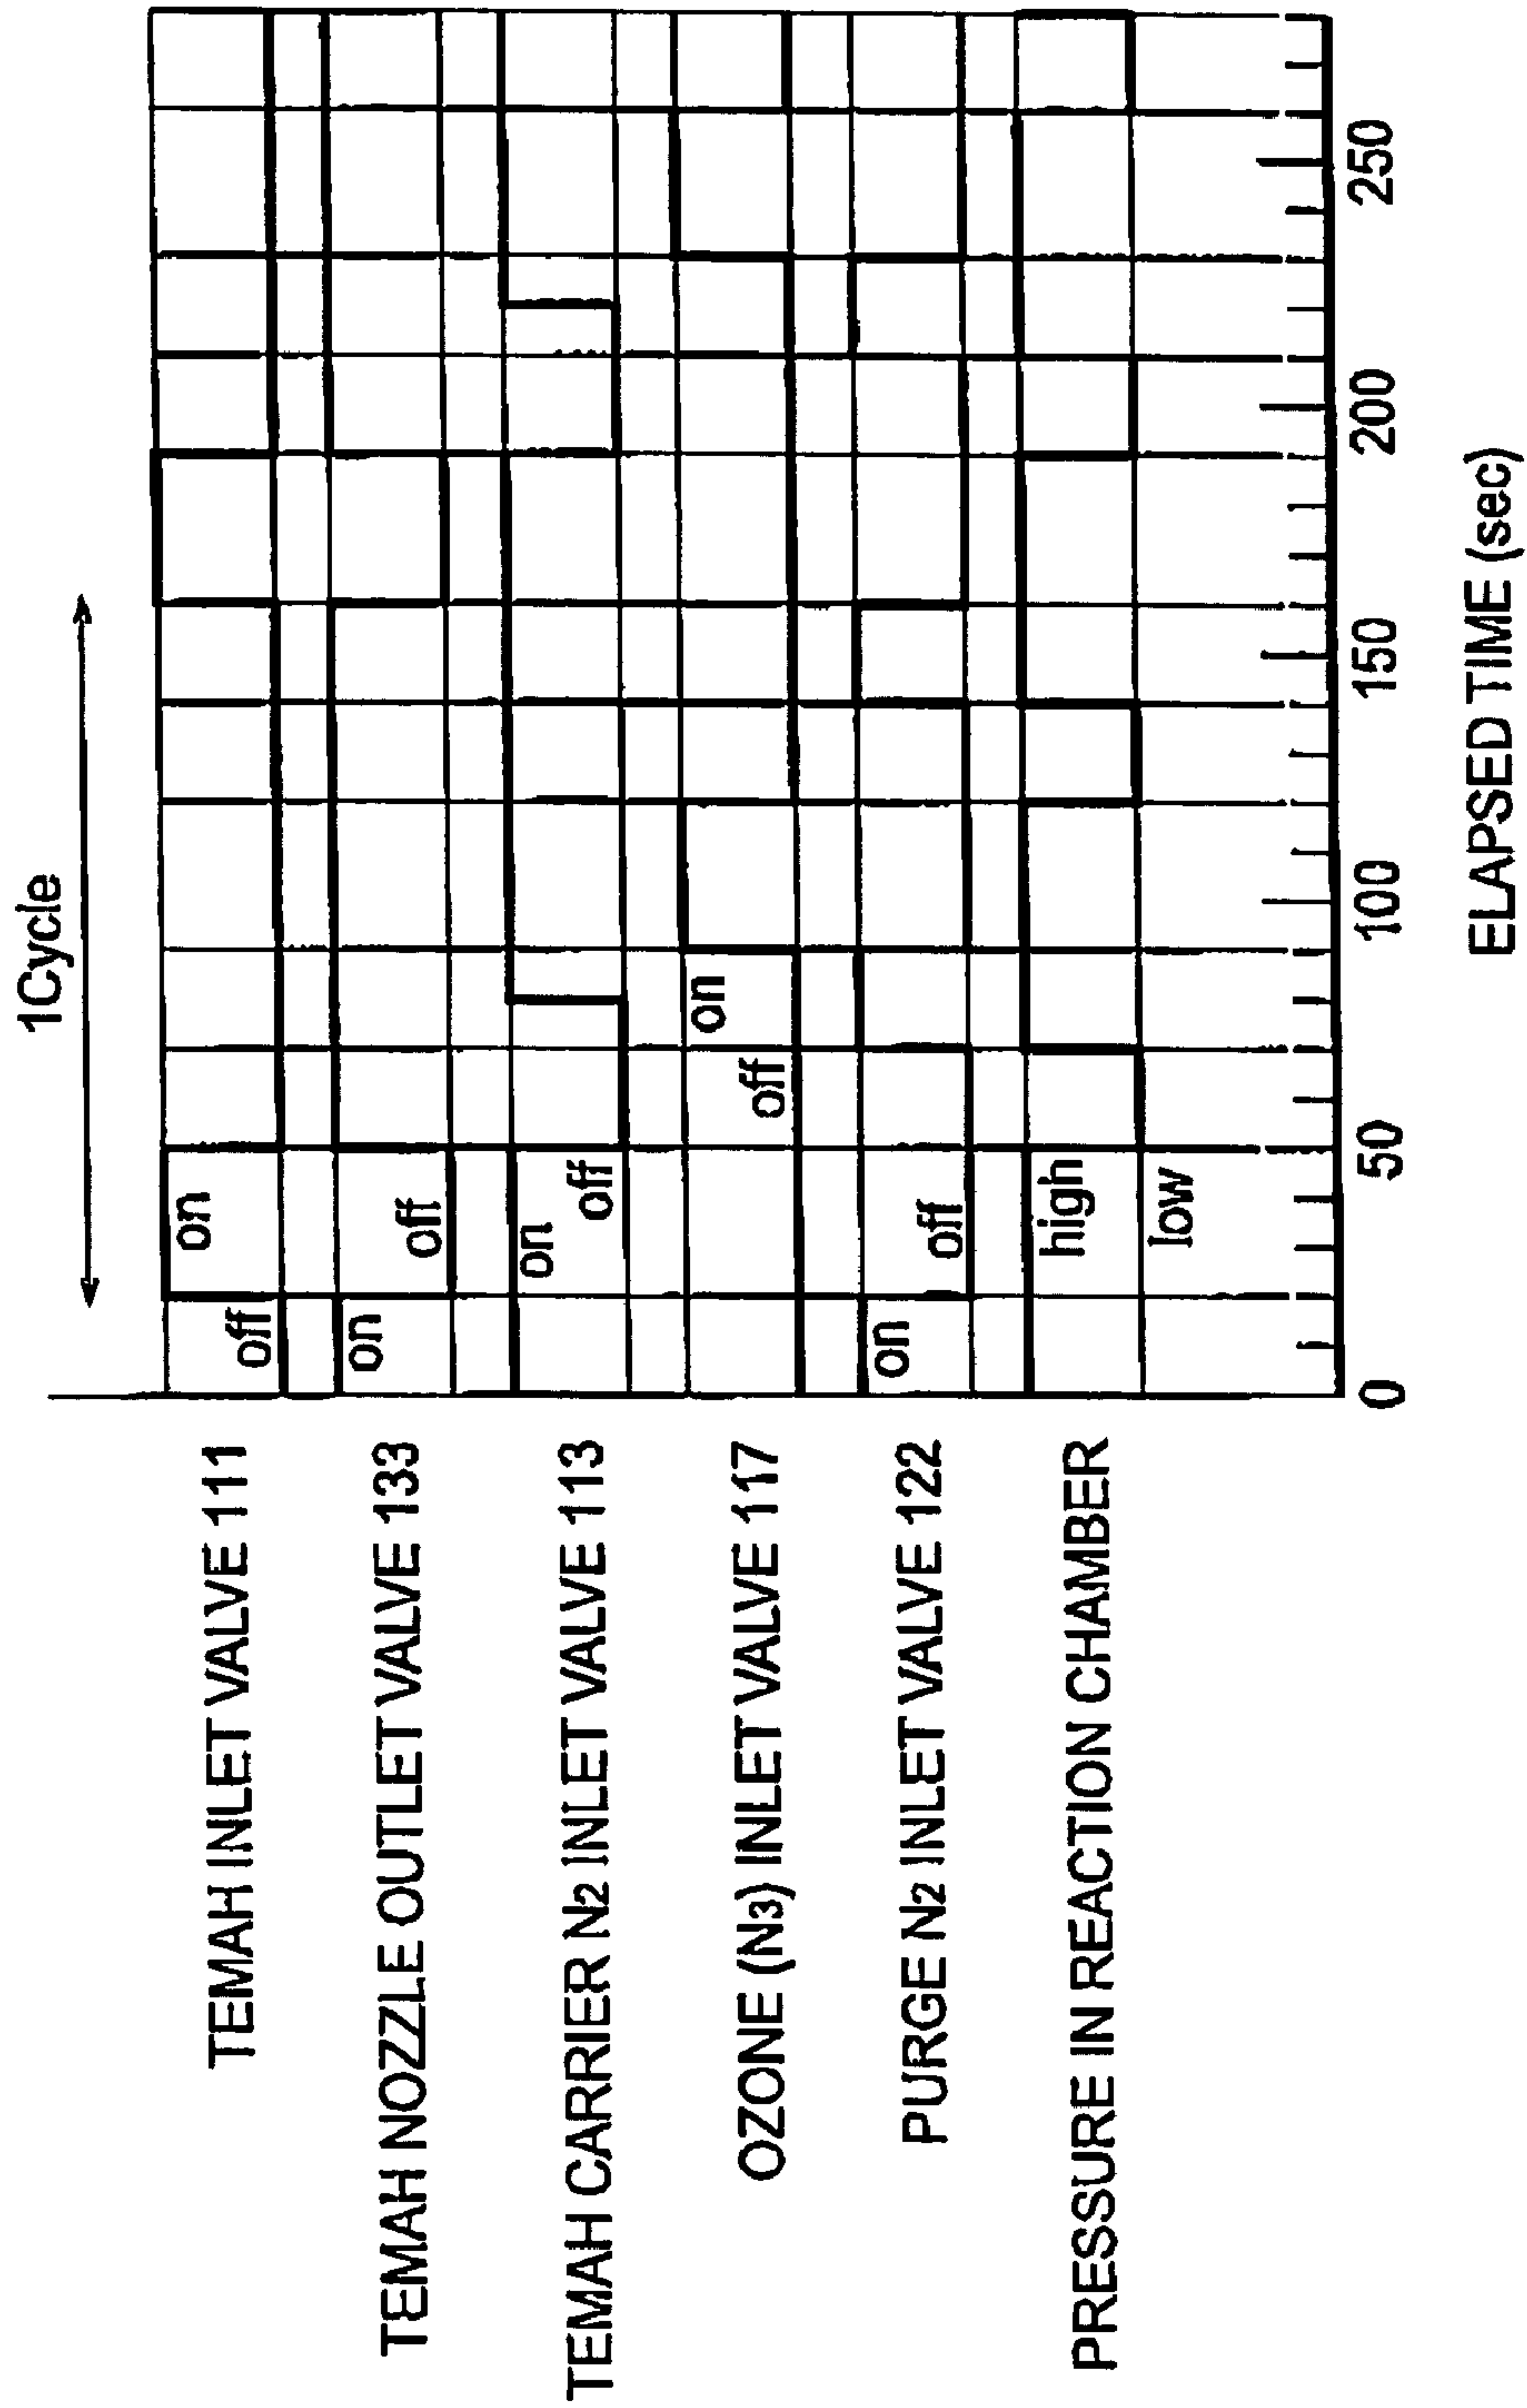 1Cycle
TEMAH INLET VALVE 111
off
on
TEMAH NOZZLE OUTLET VALVE 133
on
off
TEMAH CARRIER N2 INLET VALVE 113
on
off
OZONE (N3) INLET VALVE 117
off
on
PURGE N2 INLET VALVE 122
on
off
PRESSURE IN REACTION CHAMBER
high
low
0 50 100 150 200 250
ELAPSED TIME (sec)